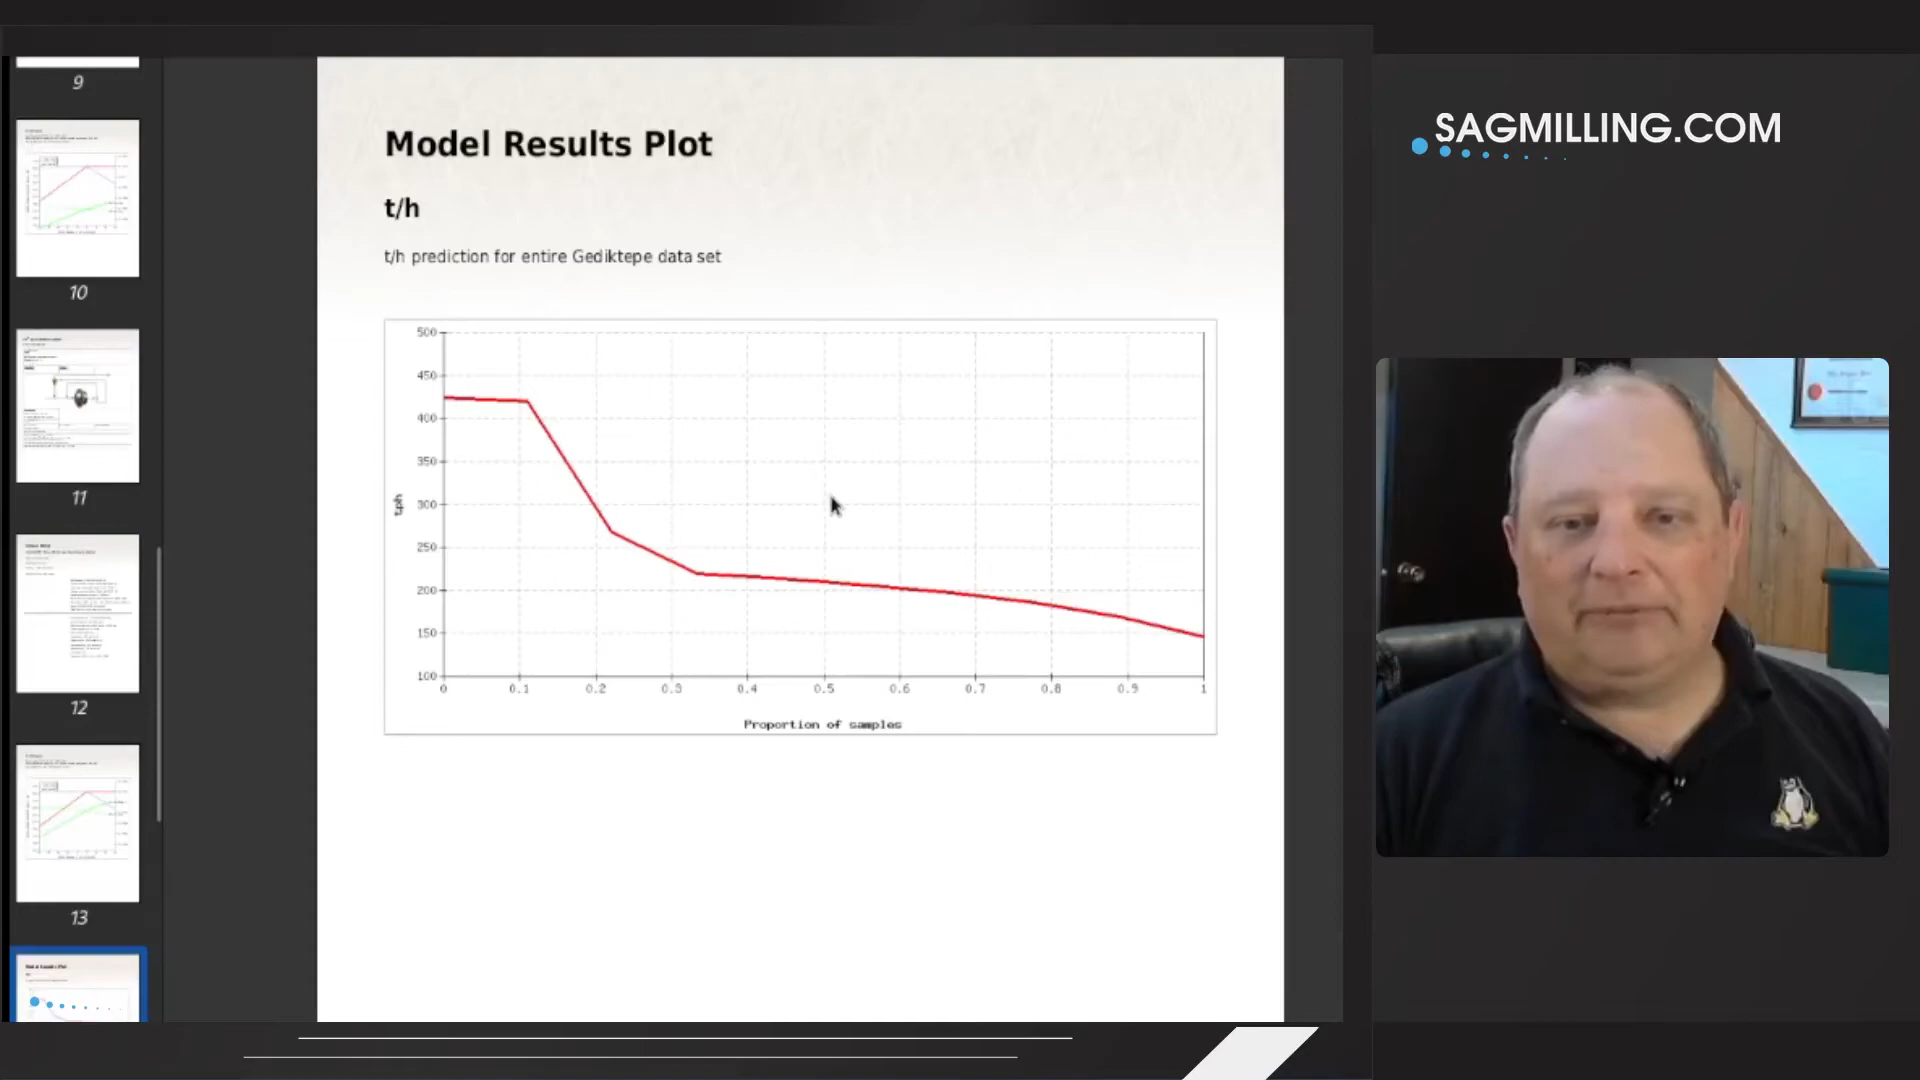 9
10
11
12
13
Model Results Plot
t/h
t/h prediction for entire Gediktepe data set
500
450
400
350
300
250
200
150
100
tph
0 0.1 0.2 0.3 0.4 0.5 0.6 0.7 0.8 0.9 1
Proportion of samples
SAGMILLING.COM